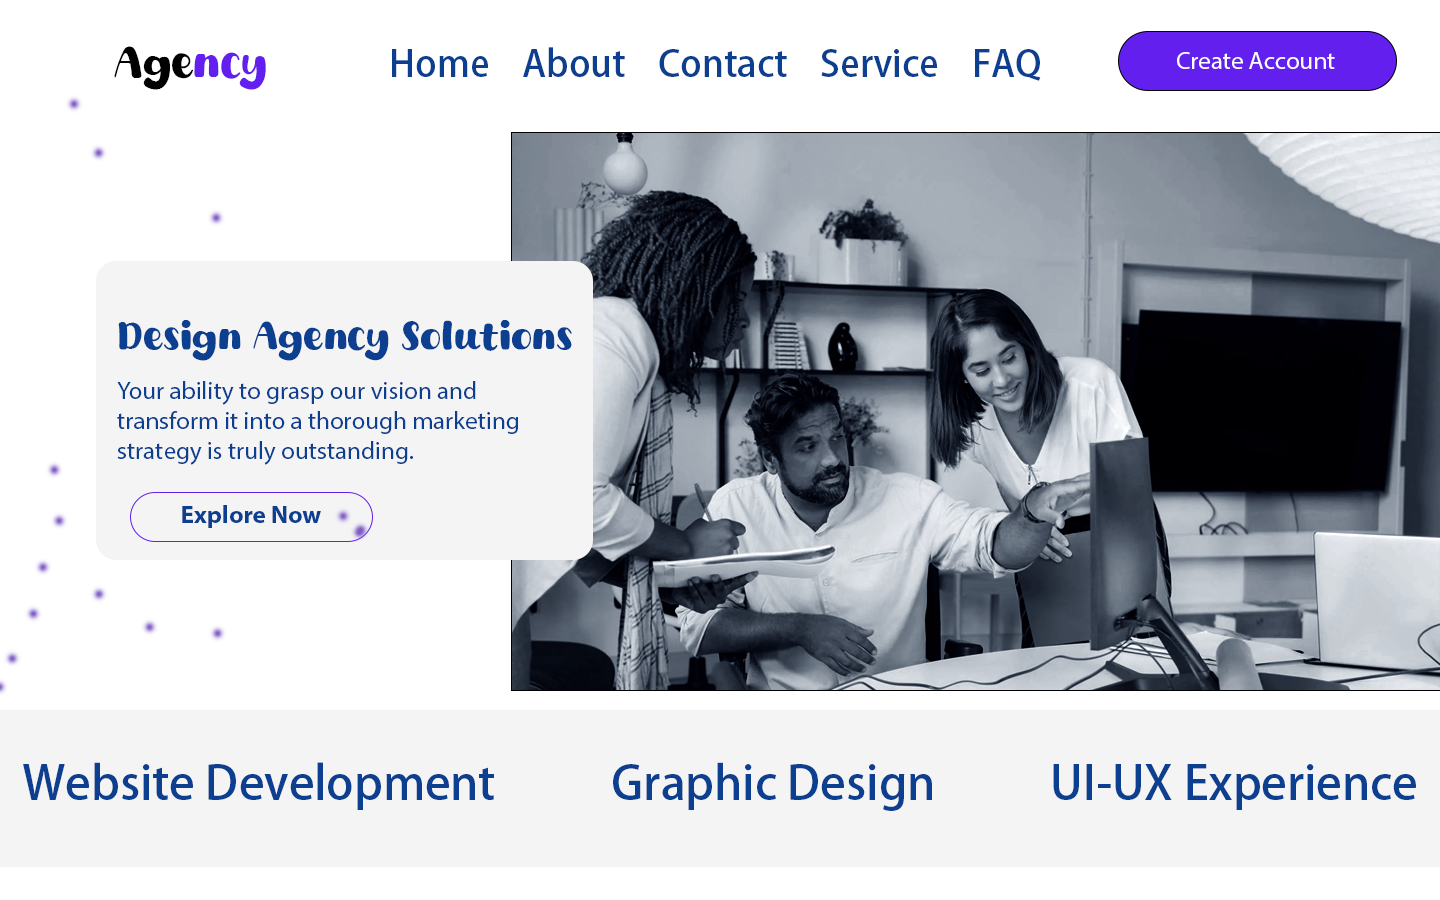 Agency
Home About Contact Service FAQ
Create Account
Design Agency Solutions
Your ability to grasp our vision and
transform it into a thorough marketing
strategy is truly outstanding.
Explore Now
Website Development
Graphic Design
UI-UX Experience